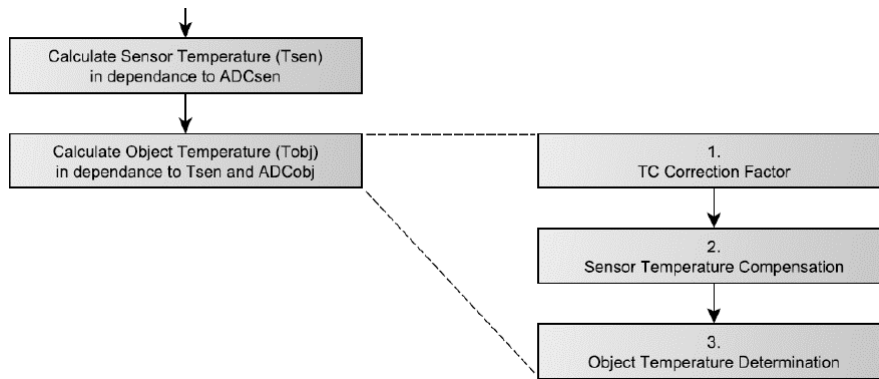 Calculate Sensor Temperature (Tsen)
in dependance to ADCsen
Calculate Object Temperature (Tobj)
in dependance to Tsen and ADCobj
1.
TC Correction Factor
2.
Sensor Temperature Compensation
3.
Object Temperature Determination